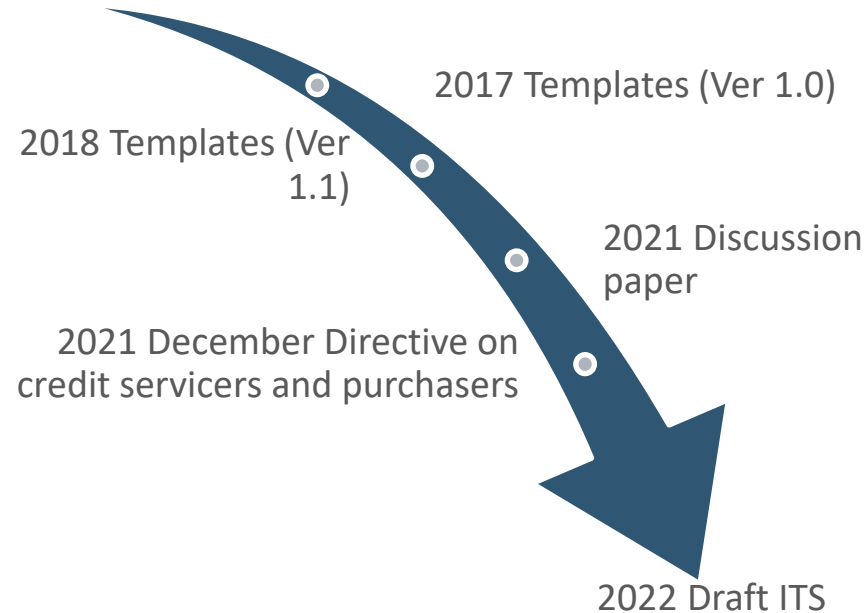 2017 Templates (Ver 1.0)
2018 Templates (Ver
1.1)
2021 Discussion
paper
2021 December Directive on
credit servicers and purchasers
2022 Draft ITS